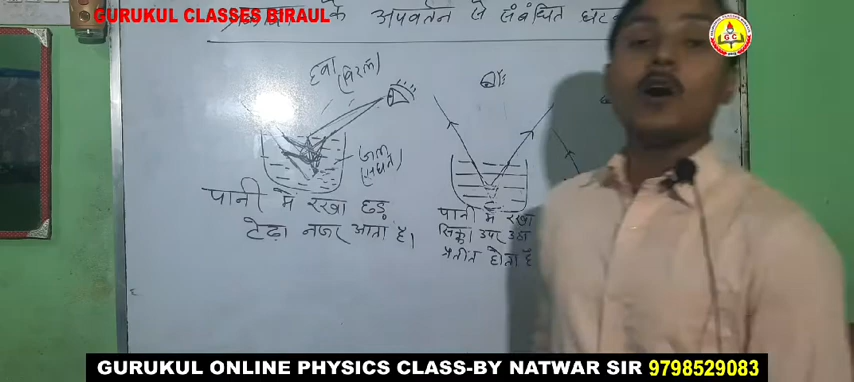 GURUKUL CLASSES BIRAUL
के अपवर्तन से संबंधित
हवा
(विरल)
जल
(सघन)
पानी में रखा छड़
टेढ़ा नजर आता है।
पानी में रखा
सिक्का उपर उठा
प्रतीत होता है
GC
GURUKUL ONLINE PHYSICS CLASS-BY NATWAR SIR 9798529083